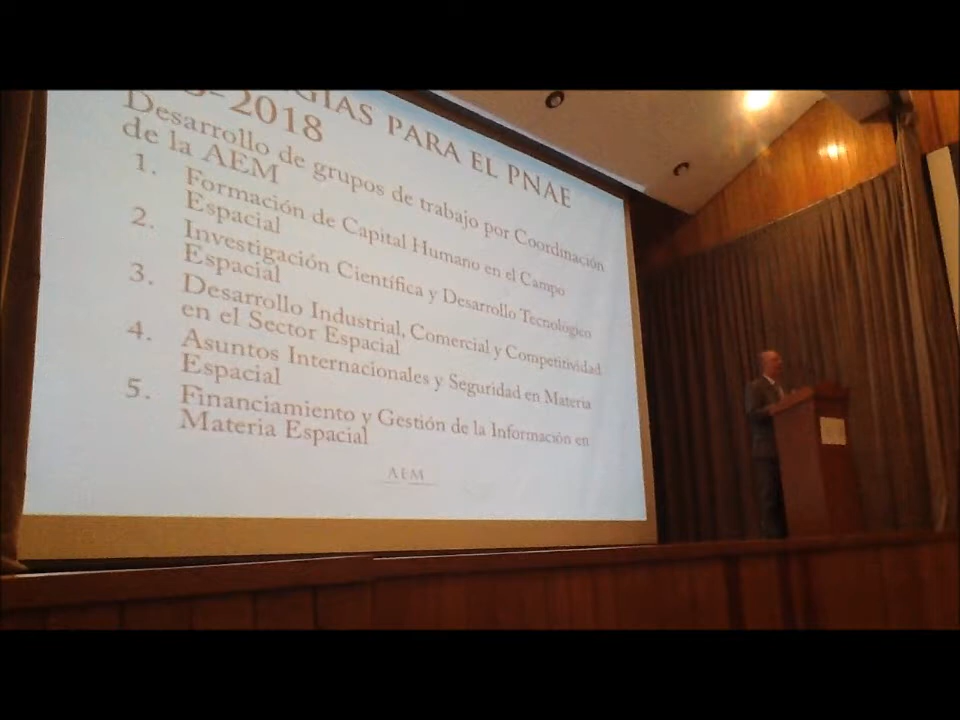 GIAS PARA EL PNAE
-2018
Desarrollo de grupos de trabajo por Coordinación
de la AEM
1. Formación de Capital Humano en el Campo
Espacial
2. Investigación Científica y Desarrollo Tecnológico
Espacial
3. Desarrollo Industrial, Comercial y Competitividad
en el Sector Espacial
4. Asuntos Internacionales y Seguridad en Materia
Espacial
5. Financiamiento y Gestión de la Información en
Materia Espacial
AEM